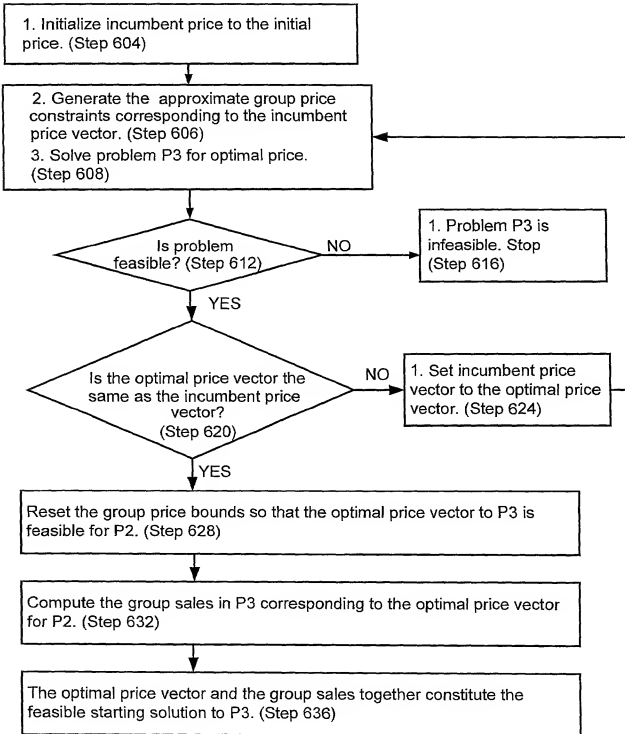 1. Initialize incumbent price to the initial
price. (Step 604)
2. Generate the approximate group price
constraints corresponding to the incumbent
price vector. (Step 606)
3. Solve problem P3 for optimal price.
(Step 608)
Is problem
feasible? (Step 612)
NO
1. Problem P3 is
infeasible. Stop
(Step 616)
YES
Is the optimal price vector the
same as the incumbent price
vector?
(Step 620)
NO
1. Set incumbent price
vector to the optimal price
vector. (Step 624)
YES
Reset the group price bounds so that the optimal price vector to P3 is
feasible for P2. (Step 628)
Compute the group sales in P3 corresponding to the optimal price vector
for P2. (Step 632)
The optimal price vector and the group sales together constitute the
feasible starting solution to P3. (Step 636)